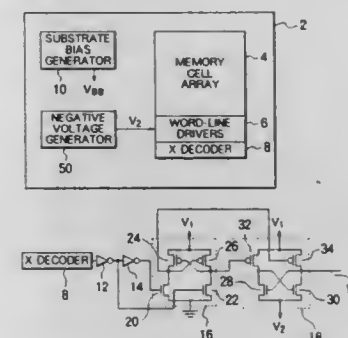 2
SUBSTRATE
BIAS
GENERATOR
10
VBB
NEGATIVE
VOLTAGE
GENERATOR
50
V2
MEMORY
CELL
ARRAY
4
WORD-LINE
DRIVERS
6
X DECODER
8
X DECODER
8
12
14
20
24
V1
26
22
16
32
V1
34
28
30
V2
18